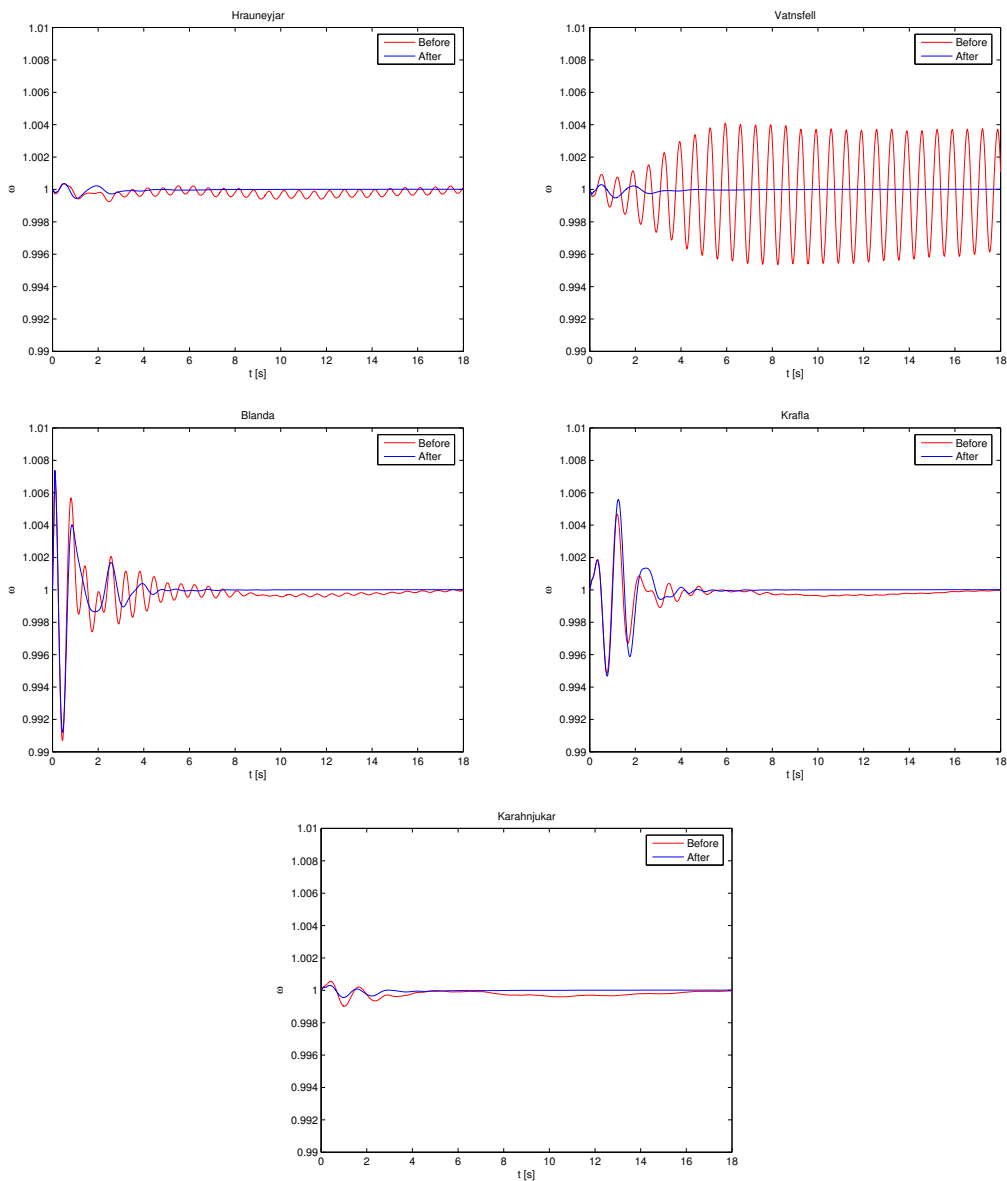 Hrauneyjar
1.01
1.008
1.006
1.004
1.002
1
0.998
0.996
0.994
0.992
0.99
ω
0 2 4 6 8 10 12 14 16 18
t [s]
Before
After
Vatnsfell
1.01
1.008
1.006
1.004
1.002
1
0.998
0.996
0.994
0.992
0.99
ω
0 2 4 6 8 10 12 14 16 18
t [s]
Before
After
Blanda
1.01
1.008
1.006
1.004
1.002
1
0.998
0.996
0.994
0.992
0.99
ω
0 2 4 6 8 10 12 14 16 18
t [s]
Before
After
Krafla
1.01
1.008
1.006
1.004
1.002
1
0.998
0.996
0.994
0.992
0.99
ω
0 2 4 6 8 10 12 14 16 18
t [s]
Before
After
Karahnjukar
1.01
1.008
1.006
1.004
1.002
1
0.998
0.996
0.994
0.992
0.99
ω
0 2 4 6 8 10 12 14 16 18
t [s]
Before
After